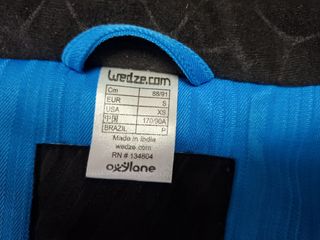 wedze.com
Cm 88/91
EUR S
USA XS
中国 170/90A
BRAZIL P
Made in India
wedze.com
RN # 134804
oxylane